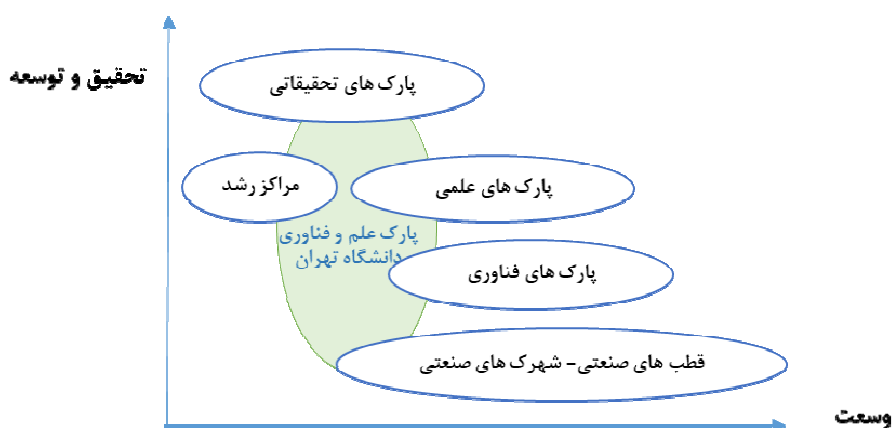 تحقیق و توسعه
پارک های تحقیقاتی
پارک های علمی
مراکز رشد
پارک علم و فناوری
دانشگاه تهران
پارک های فناوری
قطب های صنعتی- شهرک های صنعتی
وسعت